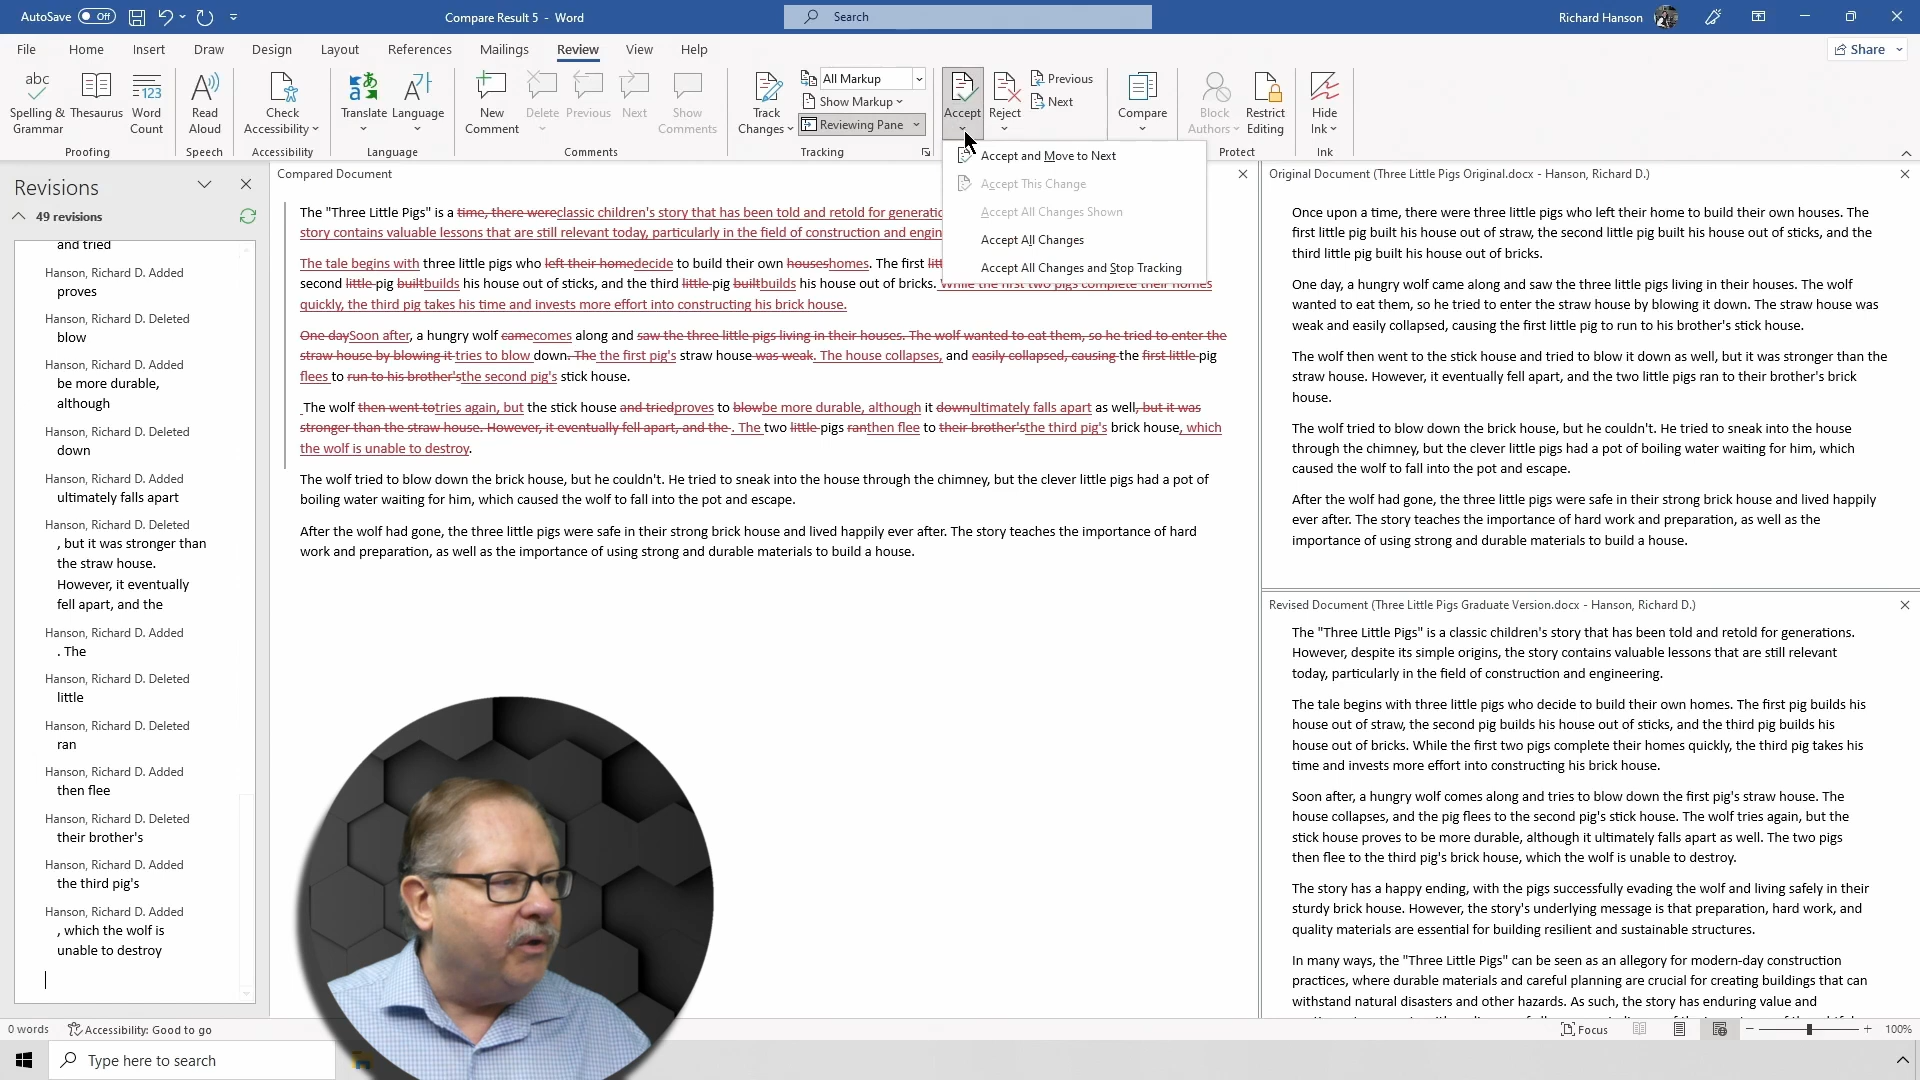 AutoSave Off
Compare Result 5 - Word
Search
Richard Hanson
File Home Insert Draw Design Layout References Mailings Review View Help
Share
abc
Spelling & Grammar
Thesaurus
123
Word Count
Read Aloud
Check Accessibility
Translate
Language
New Comment
Delete
Previous
Next
Show Comments
Track Changes
All Markup
Show Markup
Reviewing Pane
Accept
Reject
Previous
Next
Compare
Block Authors
Restrict Editing
Hide Ink
Proofing
Speech
Accessibility
Language
Comments
Tracking
Protect
Ink
Accept and Move to Next
Accept This Change
Accept All Changes Shown
Accept All Changes
Accept All Changes and Stop Tracking
Revisions
49 revisions
and tried
Hanson, Richard D. Added
proves
Hanson, Richard D. Deleted
blow
Hanson, Richard D. Added
be more durable,
although
Hanson, Richard D. Deleted
down
Hanson, Richard D. Added
ultimately falls apart
Hanson, Richard D. Deleted
, but it was stronger than
the straw house.
However, it eventually
fell apart, and the
Hanson, Richard D. Added
. The
Hanson, Richard D. Deleted
little
Hanson, Richard D. Deleted
ran
Hanson, Richard D. Added
then flee
Hanson, Richard D. Deleted
their brother's
Hanson, Richard D. Added
the third pig's
Hanson, Richard D. Added
, which the wolf is
unable to destroy
Compared Document
The "Three Little Pigs" is a time, there wereclassic children's story that has been told and retold for
story contains valuable lessons that are still relevant today, particularly in the field of construction and
The tale begins with three little pigs who left their homedecide to build their own houseshomes. The first
second little pig builtbuilds his house out of sticks, and the third little pig builtbuilds his house out of bricks. While the first two pigs complete their homes
quickly, the third pig takes his time and invests more effort into constructing his brick house.
One daySoon after, a hungry wolf camecomes along and saw the three little pigs living in their houses. The wolf wanted to eat them, so he tried to enter the
straw house by blowing it tries to blow down. The the first pig's straw house was weak. The house collapses, and easily collapsed, causing the first little pig
flees to run to his brother'sthe second pig's stick house.
The wolf then went totries again, but the stick house and triedproves to blowbe more durable, although it downultimately falls apart as well, but it was
stronger than the straw house. However, it eventually fell apart, and the . The two little pigs ranthen flee to their brother'sthe third pig's brick house, which
the wolf is unable to destroy.
The wolf tried to blow down the brick house, but he couldn't. He tried to sneak into the house through the chimney, but the clever little pigs had a pot of
boiling water waiting for him, which caused the wolf to fall into the pot and escape.
After the wolf had gone, the three little pigs were safe in their strong brick house and lived happily ever after. The story teaches the importance of hard
work and preparation, as well as the importance of using strong and durable materials to build a house.
Original Document (Three Little Pigs Original.docx - Hanson, Richard D.)
Once upon a time, there were three little pigs who left their home to build their own houses. The
first little pig built his house out of straw, the second little pig built his house out of sticks, and the
third little pig built his house out of bricks.
One day, a hungry wolf came along and saw the three little pigs living in their houses. The wolf
wanted to eat them, so he tried to enter the straw house by blowing it down. The straw house was
weak and easily collapsed, causing the first little pig to run to his brother's stick house.
The wolf then went to the stick house and tried to blow it down as well, but it was stronger than the
straw house. However, it eventually fell apart, and the two little pigs ran to their brother's brick
house.
The wolf tried to blow down the brick house, but he couldn't. He tried to sneak into the house
through the chimney, but the clever little pigs had a pot of boiling water waiting for him, which
caused the wolf to fall into the pot and escape.
After the wolf had gone, the three little pigs were safe in their strong brick house and lived happily
ever after. The story teaches the importance of hard work and preparation, as well as the
importance of using strong and durable materials to build a house.
Revised Document (Three Little Pigs Graduate Version.docx - Hanson, Richard D.)
The "Three Little Pigs" is a classic children's story that has been told and retold for generations.
However, despite its simple origins, the story contains valuable lessons that are still relevant
today, particularly in the field of construction and engineering.
The tale begins with three little pigs who decide to build their own homes. The first pig builds his
house out of straw, the second pig builds his house out of sticks, and the third pig builds his
house out of bricks. While the first two pigs complete their homes quickly, the third pig takes his
time and invests more effort into constructing his brick house.
Soon after, a hungry wolf comes along and tries to blow down the first pig's straw house. The
house collapses, and the pig flees to the second pig's stick house. The wolf tries again, but the
stick house proves to be more durable, although it ultimately falls apart as well. The two pigs
then flee to the third pig's brick house, which the wolf is unable to destroy.
The story has a happy ending, with the pigs successfully evading the wolf and living safely in their
sturdy brick house. However, the story's underlying message is that preparation, hard work, and
quality materials are essential for building resilient and sustainable structures.
In many ways, the "Three Little Pigs" can be seen as an allegory for modern-day construction
practices, where durable materials and careful planning are crucial for creating buildings that can
withstand natural disasters and other hazards. As such, the story has enduring value and
0 words
Accessibility: Good to go
Focus
100%
Type here to search